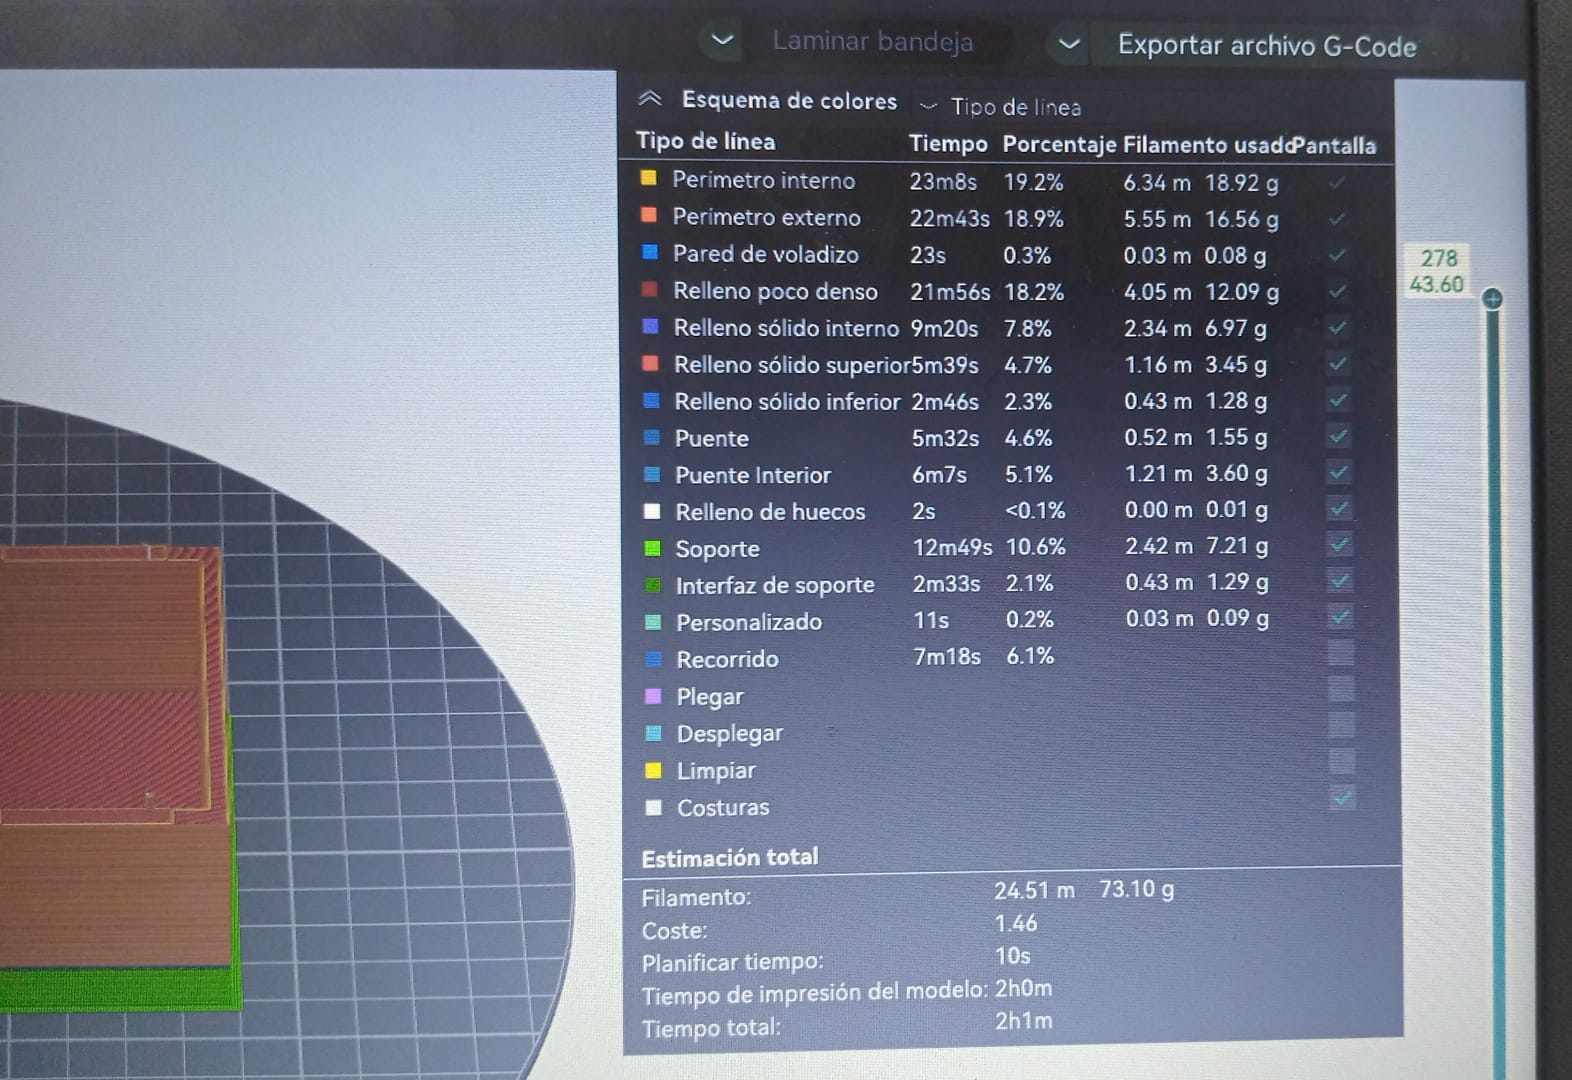 Laminar bandeja
Exportar archivo G-Code
Esquema de colores Tipo de línea
Tipo de línea Tiempo Porcentaje Filamento usado Pantalla
Perimetro interno 23m8s 19.2% 6.34 m 18.92 g
Perimetro externo 22m43s 18.9% 5.55 m 16.56 g
Pared de voladizo 23s 0.3% 0.03 m 0.08 g
Relleno poco denso 21m56s 18.2% 4.05 m 12.09 g
Relleno sólido interno 9m20s 7.8% 2.34 m 6.97 g
Relleno sólido superior 5m39s 4.7% 1.16 m 3.45 g
Relleno sólido inferior 2m46s 2.3% 0.43 m 1.28 g
Puente 5m32s 4.6% 0.52 m 1.55 g
Puente Interior 6m7s 5.1% 1.21 m 3.60 g
Relleno de huecos 2s <0.1% 0.00 m 0.01 g
Soporte 12m49s 10.6% 2.42 m 7.21 g
Interfaz de soporte 2m33s 2.1% 0.43 m 1.29 g
Personalizado 11s 0.2% 0.03 m 0.09 g
Recorrido 7m18s 6.1%
Plegar
Desplegar
Limpiar
Costuras
Estimación total
Filamento: 24.51 m 73.10 g
Coste: 1.46
Planificar tiempo: 10s
Tiempo de impresión del modelo: 2h0m
Tiempo total: 2h1m
278
43.60